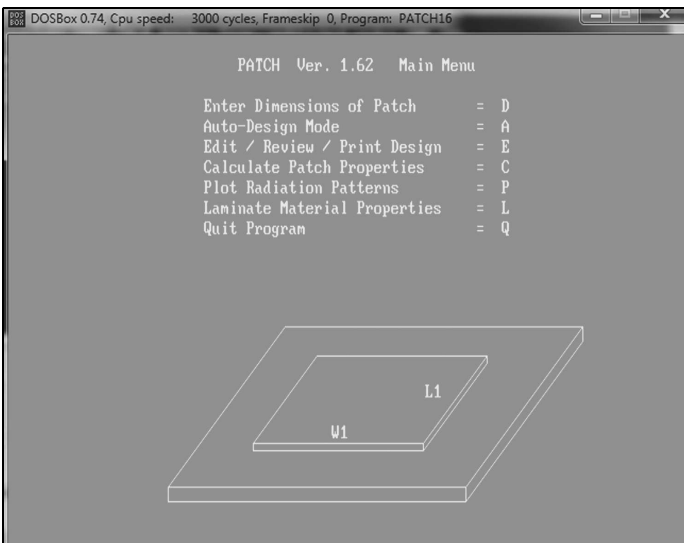 DOSBox 0.74, Cpu speed: 3000 cycles, Frameskip 0, Program: PATCH16
PATCH Ver. 1.62 Main Menu
Enter Dimensions of Patch = D
Auto-Design Mode = A
Edit / Review / Print Design = E
Calculate Patch Properties = C
Plot Radiation Patterns = P
Laminate Material Properties = L
Quit Program = Q
L1
W1